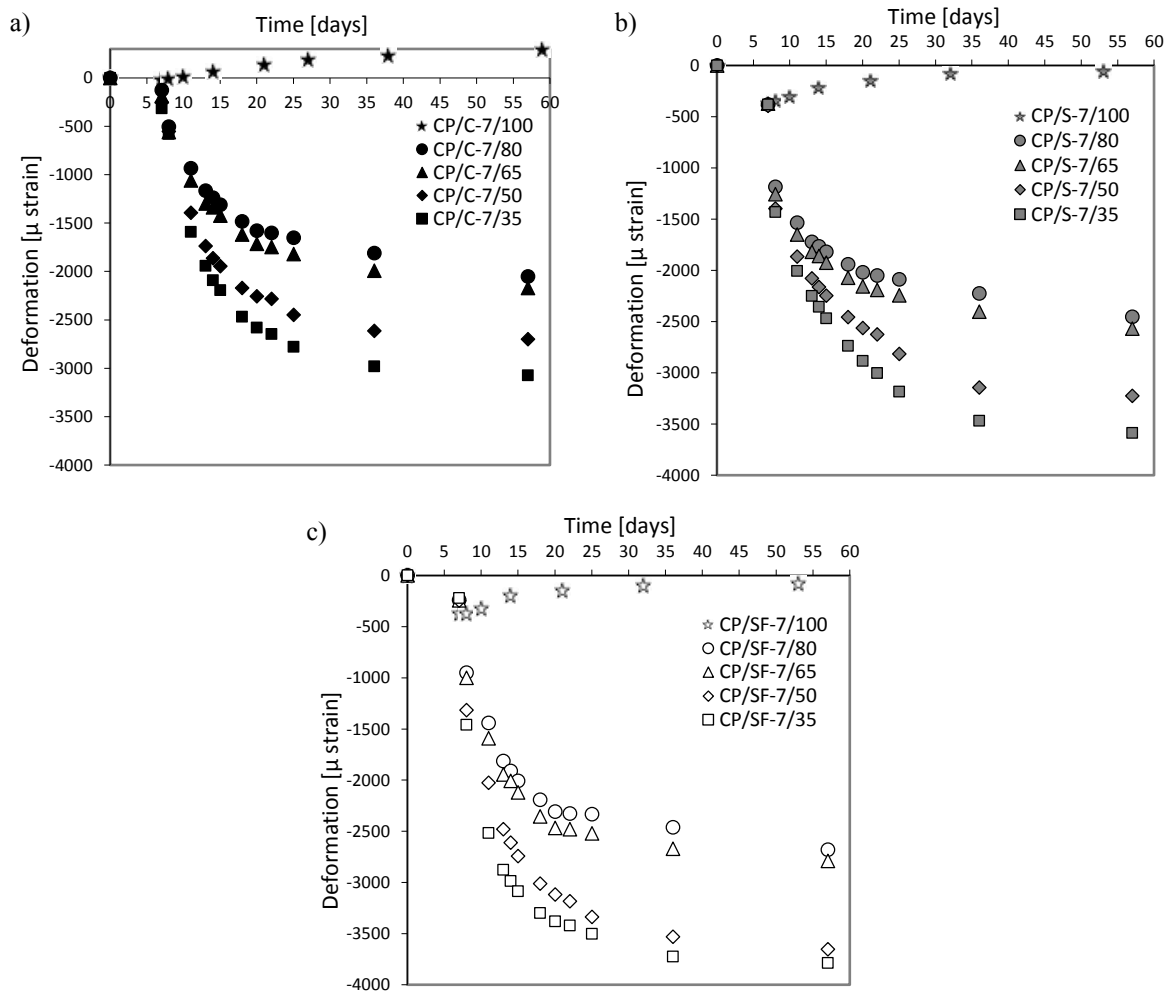 a)
Time [days]
0 5 10 15 20 25 30 35 40 45 50 55 60
0
-500
-1000
-1500
-2000
-2500
-3000
-3500
-4000
Deformation [µ strain]
CP/C-7/100
CP/C-7/80
CP/C-7/65
CP/C-7/50
CP/C-7/35
b)
Time [days]
0 5 10 15 20 25 30 35 40 45 50 55 60
0
-500
-1000
-1500
-2000
-2500
-3000
-3500
-4000
Deformation [µ strain]
CP/S-7/100
CP/S-7/80
CP/S-7/65
CP/S-7/50
CP/S-7/35
c)
Time [days]
0 5 10 15 20 25 30 35 40 45 50 55 60
0
-500
-1000
-1500
-2000
-2500
-3000
-3500
-4000
Deformation [µ strain]
CP/SF-7/100
CP/SF-7/80
CP/SF-7/65
CP/SF-7/50
CP/SF-7/35